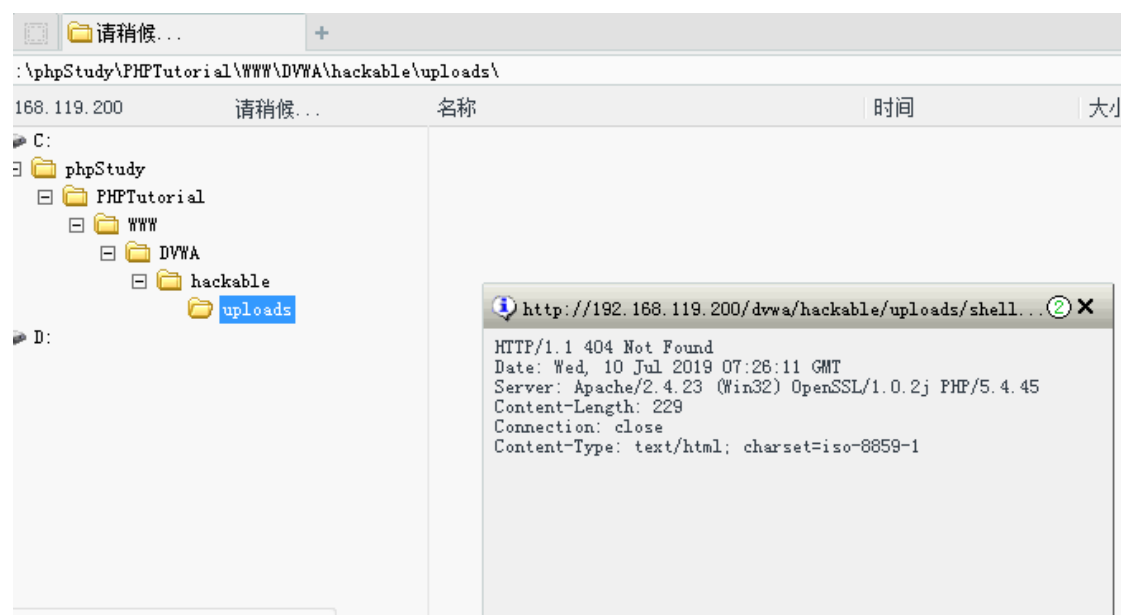 请稍候...
+
:\phpStudy\PHPTutorial\WWW\DVWA\hackable\uploads\
168.119.200 请稍候... 名称 时间 大小
C:
phpStudy
PHPTutorial
WWW
DVWA
hackable
uploads
D:
http://192.168.119.200/dvwa/hackable/uploads/shell...② ×
HTTP/1.1 404 Not Found
Date: Wed, 10 Jul 2019 07:26:11 GMT
Server: Apache/2.4.23 (Win32) OpenSSL/1.0.2j PHP/5.4.45
Content-Length: 229
Connection: close
Content-Type: text/html; charset=iso-8859-1